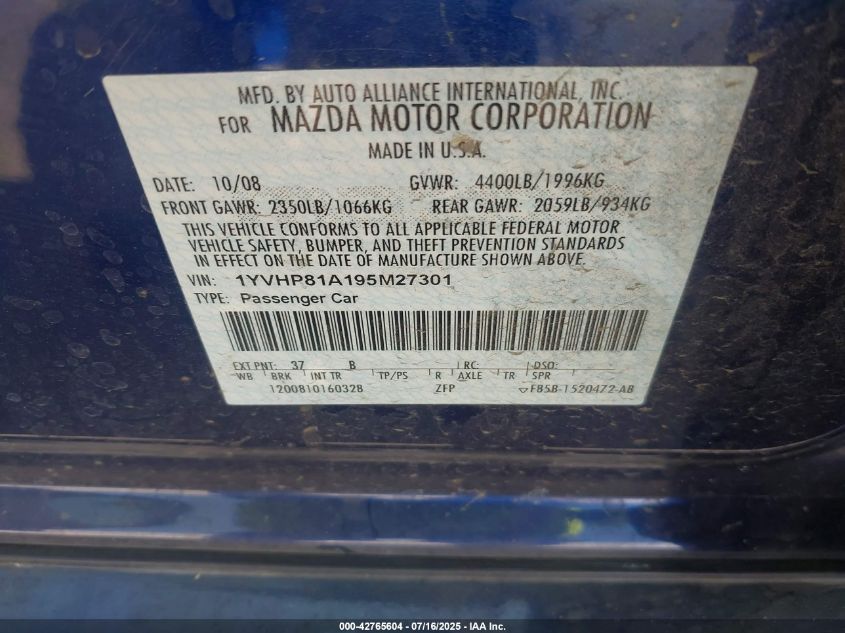 MFD. BY AUTO ALLIANCE INTERNATIONAL, INC.
FOR MAZDA MOTOR CORPORATION
MADE IN U.S.A.
DATE: 10/08 GVWR: 4400LB/1996KG
FRONT GAWR: 2350LB/1066KG REAR GAWR: 2059LB/934KG
THIS VEHICLE CONFORMS TO ALL APPLICABLE FEDERAL MOTOR
VEHICLE SAFETY, BUMPER, AND THEFT PREVENTION STANDARDS
IN EFFECT ON THE DATE OF MANUFACTURE SHOWN ABOVE.
VIN: 1YVHP81A195M27301
TYPE: Passenger Car
EXT PNT: 37 B RC: DSO:
WB BRK INT TR TP/PS R AXLE TR SPR
12008101603​2B ZFP F85B-1520472-AB
000-42765604 - 07/16/2025 - IAA Inc.